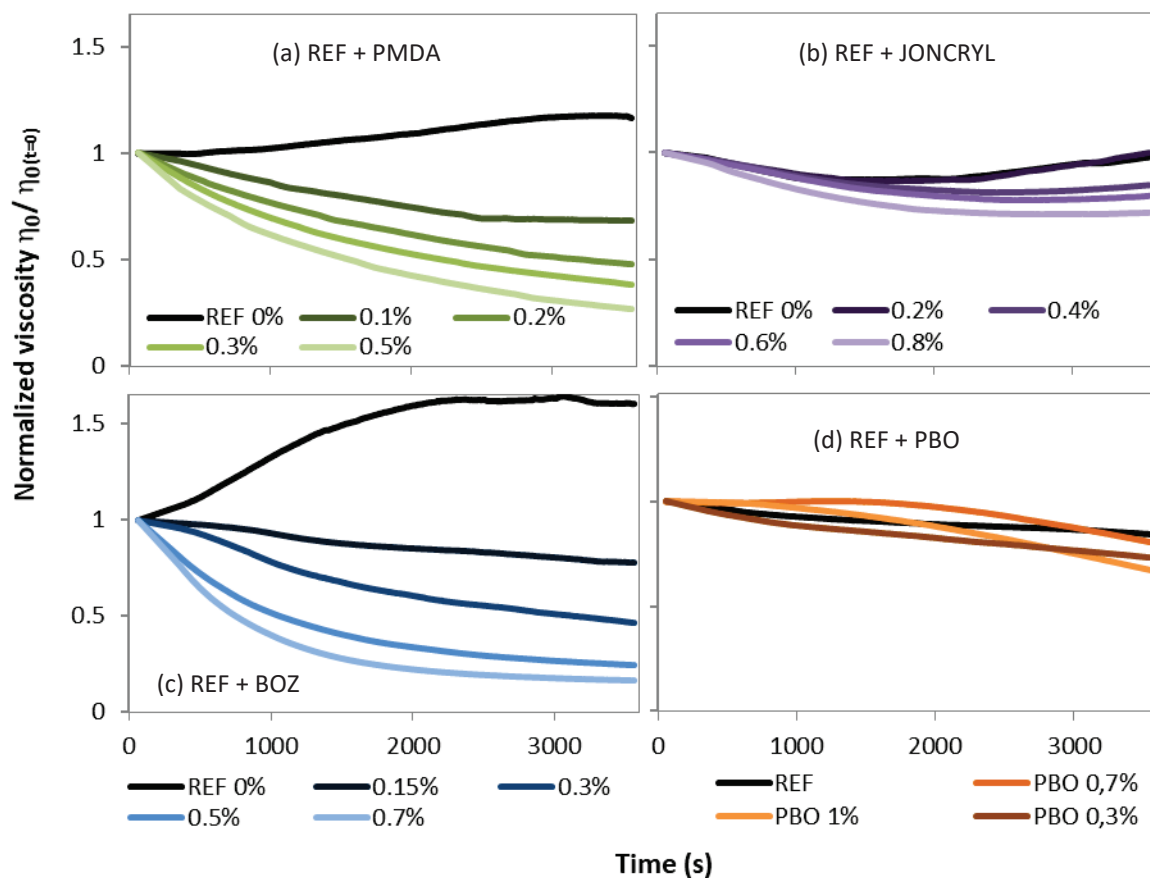 Normalized viscosity η0/ η0(t=0)
1.5
1
0.5
0
(a) REF + PMDA
REF 0% 0.1% 0.2%
0.3% 0.5%
(b) REF + JONCRYL
REF 0% 0.2% 0.4%
0.6% 0.8%
1.5
1
0.5
0
(c) REF + BOZ
0 1000 2000 3000
REF 0% 0.15% 0.3%
0.5% 0.7%
(d) REF + PBO
0 1000 2000 3000
REF PBO 0,7%
PBO 1% PBO 0,3%
Time (s)